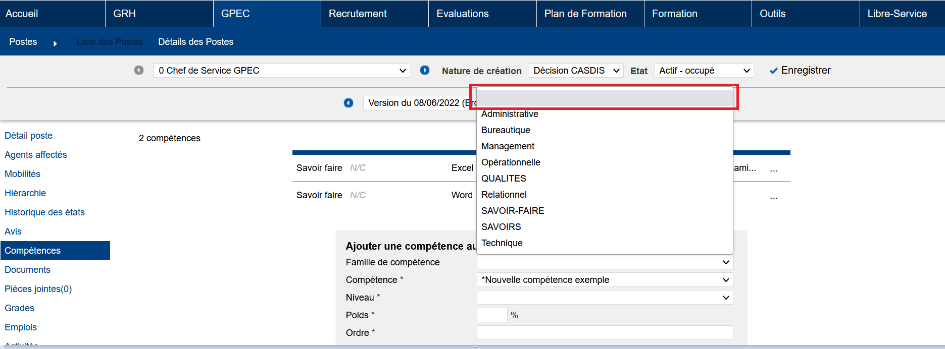 Accueil GRH GPEC Recrutement Evaluations Plan de Formation Formation Outils Libre-Service
Postes Liste des Postes Détails des Postes
0 Chef de Service GPEC Nature de création Décision CASDIS Etat Actif - occupé Enregistrer
Version du 08/06/2022
Administrative
Bureautique
Management
Opérationnelle
QUALITES
Relationnel
SAVOIR-FAIRE
SAVOIRS
Technique
Détail poste
Agents affectés
Mobilités
Hiérarchie
Historique des états
Avis
Compétences
Documents
Pièces jointes(0)
Grades
Emplois
2 compétences
Savoir faire N/C Excel ...
Savoir faire N/C Word ...
Ajouter une compétence au
Famille de compétence
Compétence * *Nouvelle compétence exemple
Niveau *
Poids * %
Ordre *